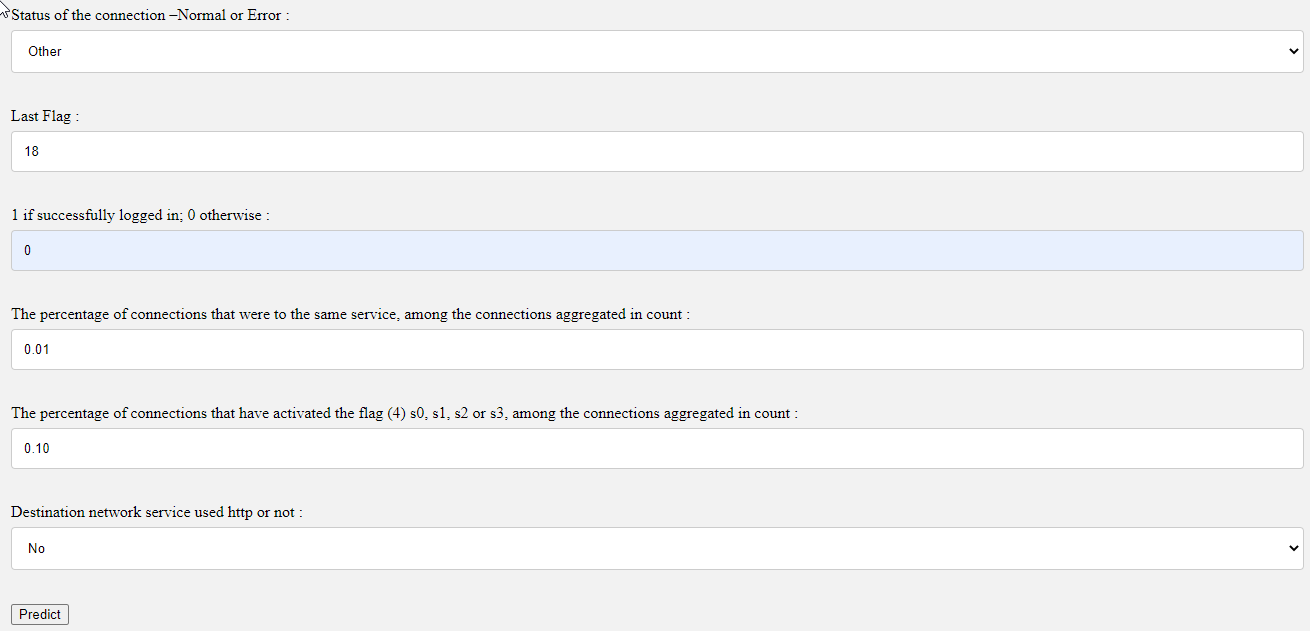 Status of the connection –Normal or Error :
Other
Last Flag :
18
1 if successfully logged in; 0 otherwise :
0
The percentage of connections that were to the same service, among the connections aggregated in count :
0.01
The percentage of connections that have activated the flag (4) s0, s1, s2 or s3, among the connections aggregated in count :
0.10
Destination network service used http or not :
No
Predict